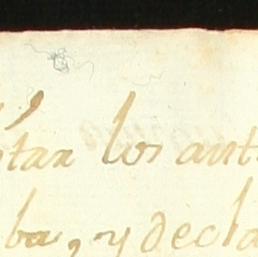 tar los ant
ba, y decla